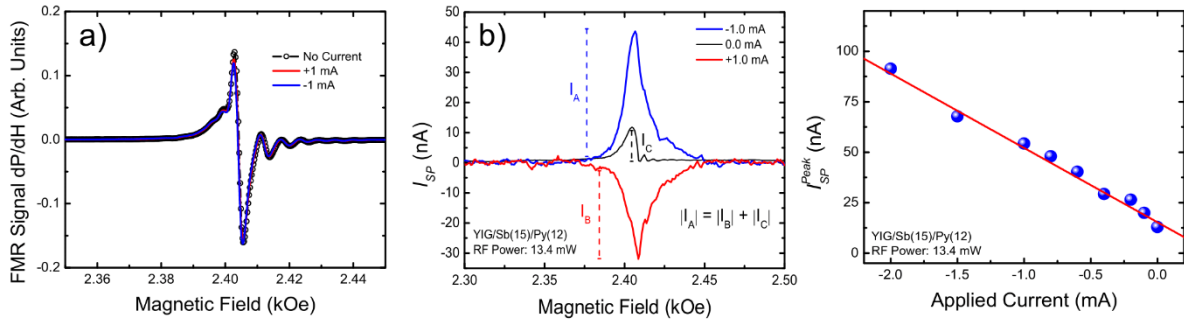 a)
No Current
+1 mA
-1 mA
FMR Signal dP/dH (Arb. Units)
0.2
0.1
0.0
-0.1
-0.2
2.36
2.38
2.40
2.42
2.44
Magnetic Field (kOe)
b)
-1.0 mA
0.0 mA
+1.0 mA
I_SP (nA)
50
40
30
20
10
0
-10
-20
-30
I_A
I_C
I_B
|I_A| = |I_B| + |I_C|
YIG/Sb(15)/Py(12)
RF Power: 13.4 mW
2.30
2.35
2.40
2.45
2.50
Magnetic Field (kOe)
I_SP^Peak (nA)
100
75
50
25
0
YIG/Sb(15)/Py(12)
RF Power: 13.4 mW
-2.0
-1.5
-1.0
-0.5
0.0
Applied Current (mA)